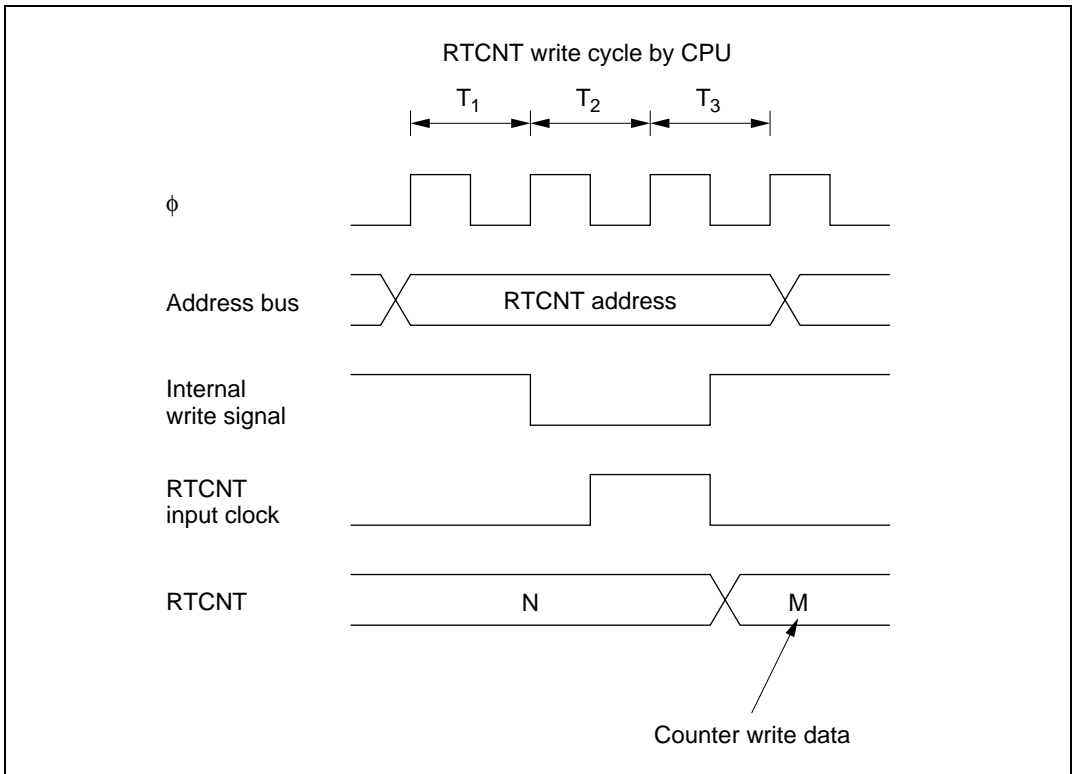 RTCNT write cycle by CPU
T1 T2 T3
ϕ
Address bus
RTCNT address
Internal
write signal
RTCNT
input clock
RTCNT
N
M
Counter write data